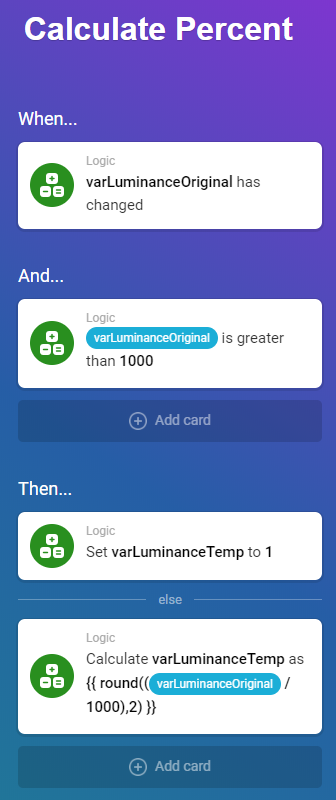 Calculate Percent
When...
Logic
varLuminanceOriginal has
changed
And...
Logic
varLuminanceOriginal is greater
than 1000
Add card
Then...
Logic
Set varLuminanceTemp to 1
else
Logic
Calculate varLuminanceTemp as
{{ round((varLuminanceOriginal /
1000),2) }}
Add card